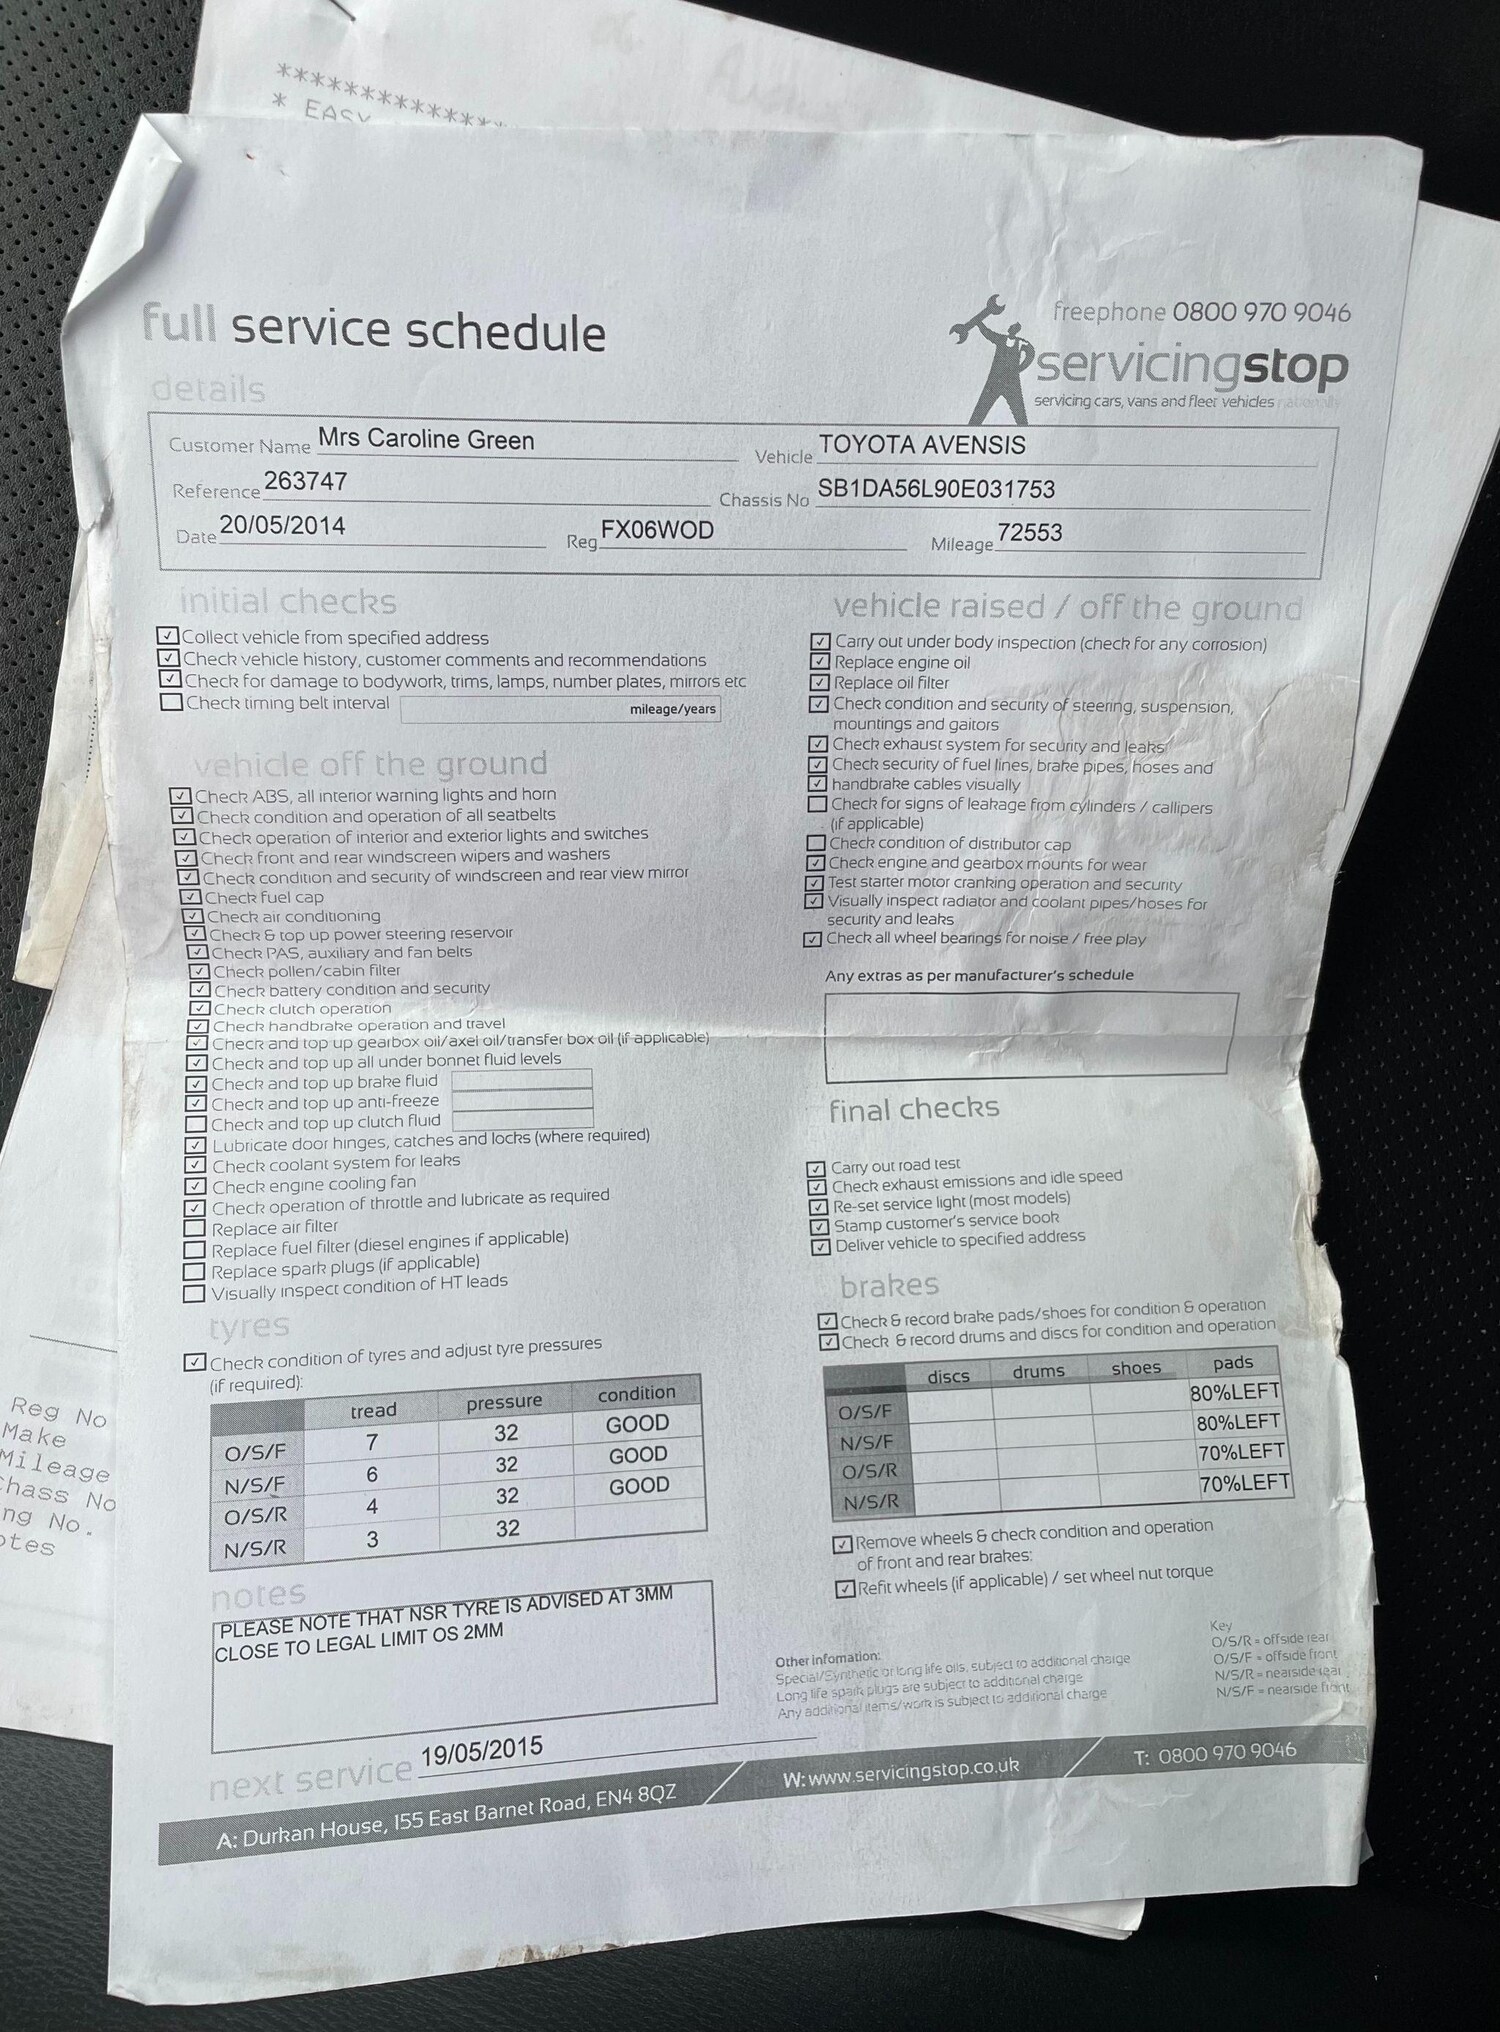 *****************
* EASY
full service schedule
freephone 0800 970 9046
servicingstop
servicing cars, vans and fleet vehicles nationally
details
Customer Name Mrs Caroline Green
Vehicle TOYOTA AVENSIS
Reference 263747
Chassis No SB1DA56L90E031753
Date 20/05/2014
Reg FX06WOD
Mileage 72553
initial checks
Collect vehicle from specified address
Check vehicle history, customer comments and recommendations
Check for damage to bodywork, trims, lamps, number plates, mirrors etc
Check timing belt interval mileage/years
vehicle off the ground
Check ABS, all interior warning lights and horn
Check condition and operation of all seatbelts
Check operation of interior and exterior lights and switches
Check front and rear windscreen wipers and washers
Check condition and security of windscreen and rear view mirror
Check fuel cap
Check air conditioning
Check & top up power steering reservoir
Check PAS, auxiliary and fan belts
Check pollen/cabin filter
Check battery condition and security
Check clutch operation
Check handbrake operation and travel
Check and top up gearbox oil/axel oil/transfer box oil (if applicable)
Check and top up all under bonnet fluid levels
Check and top up brake fluid
Check and top up anti-freeze
Check and top up clutch fluid
Lubricate door hinges, catches and locks (where required)
Check coolant system for leaks
Check engine cooling fan
Check operation of throttle and lubricate as required
Replace air filter
Replace fuel filter (diesel engines if applicable)
Replace spark plugs (if applicable)
Visually inspect condition of HT leads
tyres
Check condition of tyres and adjust tyre pressures
(if required):
tread pressure condition
O/S/F 7 32 GOOD
N/S/F 6 32 GOOD
O/S/R 4 32 GOOD
N/S/R 3 32
notes
PLEASE NOTE THAT NSR TYRE IS ADVISED AT 3MM
CLOSE TO LEGAL LIMIT OS 2MM
next service 19/05/2015
vehicle raised / off the ground
Carry out under body inspection (check for any corrosion)
Replace engine oil
Replace oil filter
Check condition and security of steering, suspension,
mountings and gaitors
Check exhaust system for security and leaks
Check security of fuel lines, brake pipes, hoses and
handbrake cables visually
Check for signs of leakage from cylinders / callipers
(if applicable)
Check condition of distributor cap
Check engine and gearbox mounts for wear
Test starter motor cranking operation and security
Visually inspect radiator and coolant pipes/hoses for
security and leaks
Check all wheel bearings for noise / free play
Any extras as per manufacturer's schedule
final checks
Carry out road test
Check exhaust emissions and idle speed
Re-set service light (most models)
Stamp customer's service book
Deliver vehicle to specified address
brakes
Check & record brake pads/shoes for condition & operation
Check & record drums and discs for condition and operation
discs drums shoes pads
O/S/F 80%LEFT
N/S/F 80%LEFT
O/S/R 70%LEFT
N/S/R 70%LEFT
Remove wheels & check condition and operation
of front and rear brakes:
Refit wheels (if applicable) / set wheel nut torque
Other infomation:
Special/Synthetic or long life oils, subject to additional charge
Long life spark plugs are subject to additional charge
Any additional items/work is subject to additional charge
Key
O/S/R = offside rear
O/S/F = offside front
N/S/R = nearside rear
N/S/F = nearside front
A: Durkan House, 155 East Barnet Road, EN4 8QZ
W: www.servicingstop.co.uk
T: 0800 970 9046
Reg No
Make
Mileage
Chass No
ng No.
otes